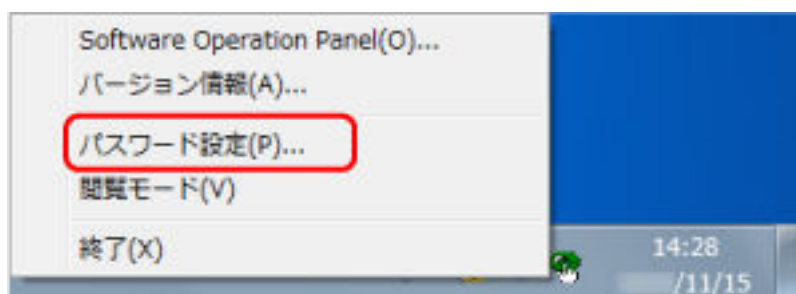 Software Operation Panel(O)...
バージョン情報(A)...
パスワード設定(P)...
閲覧モード(V)
終了(X)
14:28
/11/15